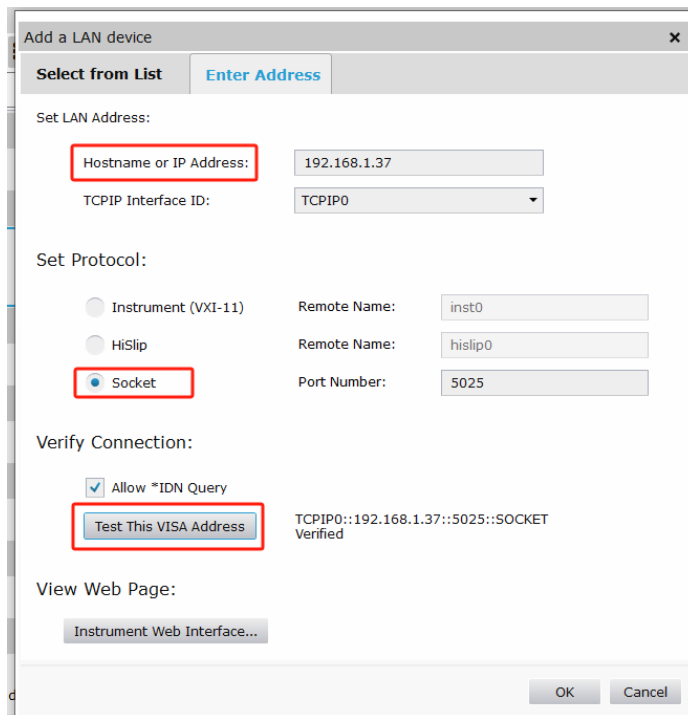 Add a LAN device
Select from List Enter Address
Set LAN Address:
Hostname or IP Address: 192.168.1.37
TCPIP Interface ID: TCPIP0
Set Protocol:
Instrument (VXI-11) Remote Name: inst0
HiSlip Remote Name: hislip0
Socket Port Number: 5025
Verify Connection:
Allow *IDN Query
Test This VISA Address TCPIP0::192.168.1.37::5025::SOCKET
Verified
View Web Page:
Instrument Web Interface...
OK Cancel